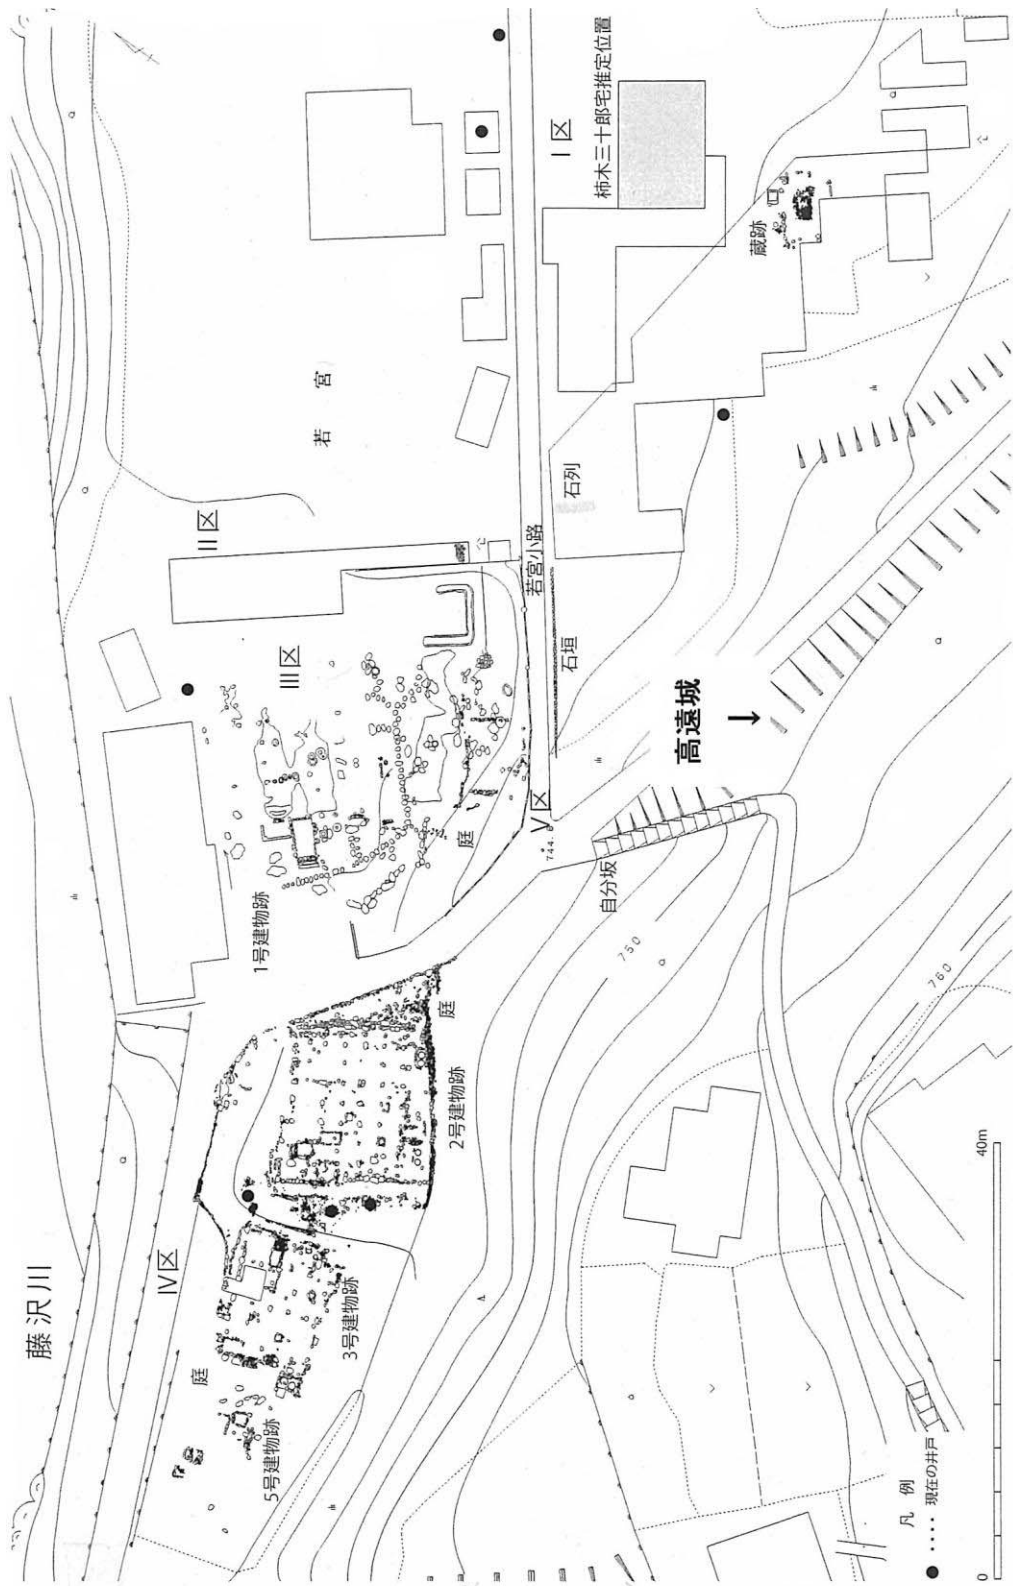 藤沢川
IV区
庭
5号建物跡
3号建物跡
2号建物跡
庭
1号建物跡
庭
III区
II区
若宮
若宮小路
石垣
石列
V区
744.
自分坂
750
760
高遠城
↓
I区
柿木三十郎宅推定位置
蔵跡
凡 例
● ‥‥ 現在の井戸
0
40m